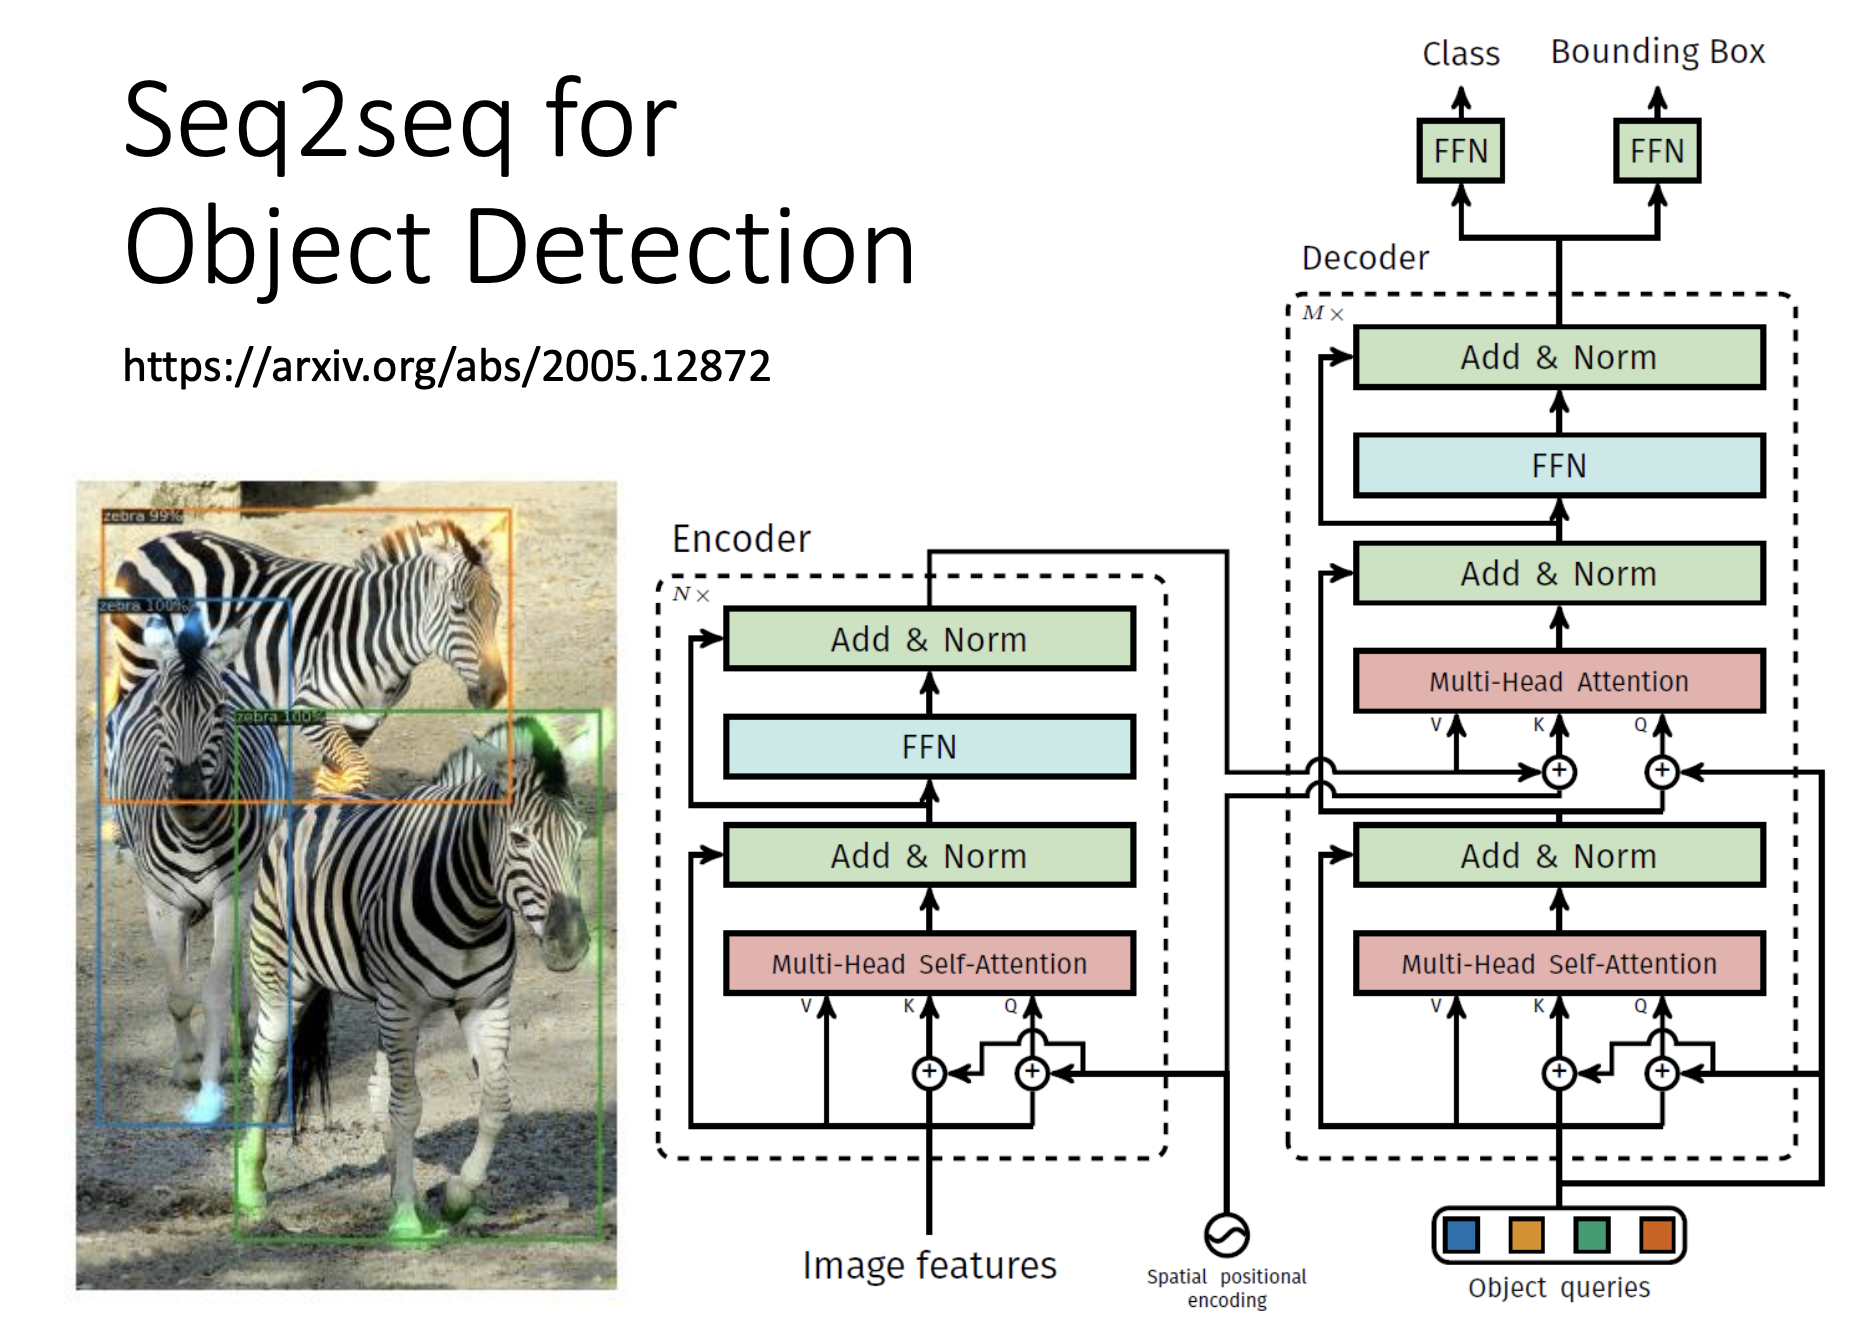 Seq2seq for
Object Detection
https://arxiv.org/abs/2005.12872
zebra 99%
zebra 100%
zebra 100%
Encoder
N ×
Add & Norm
FFN
Add & Norm
Multi-Head Self-Attention
V K Q
Image features
Spatial positional
encoding
Class Bounding Box
FFN FFN
Decoder
M ×
Add & Norm
FFN
Add & Norm
Multi-Head Attention
V K Q
Add & Norm
Multi-Head Self-Attention
V K Q
Object queries